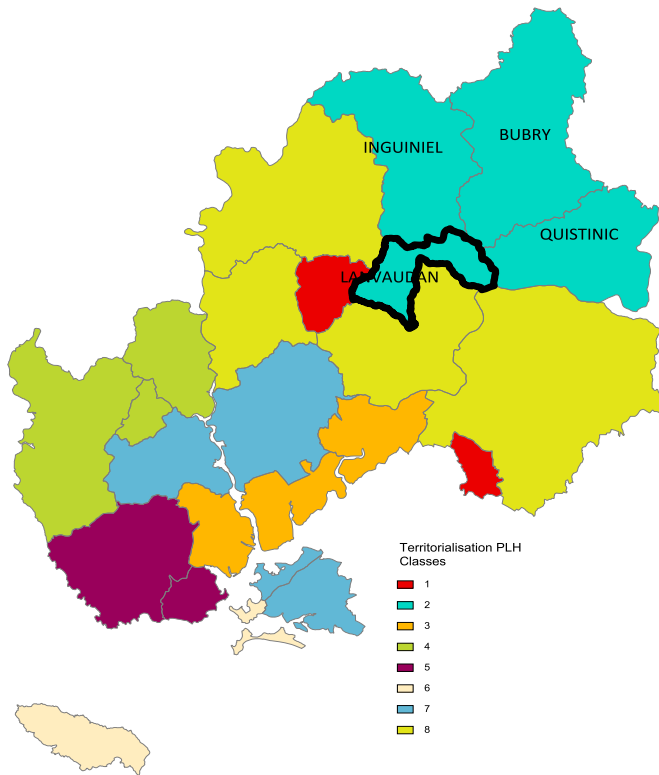 BUBRY
INGUINIEL
QUISTINIC
LANVAUDAN
Territorialisation PLH
Classes
1
2
3
4
5
6
7
8